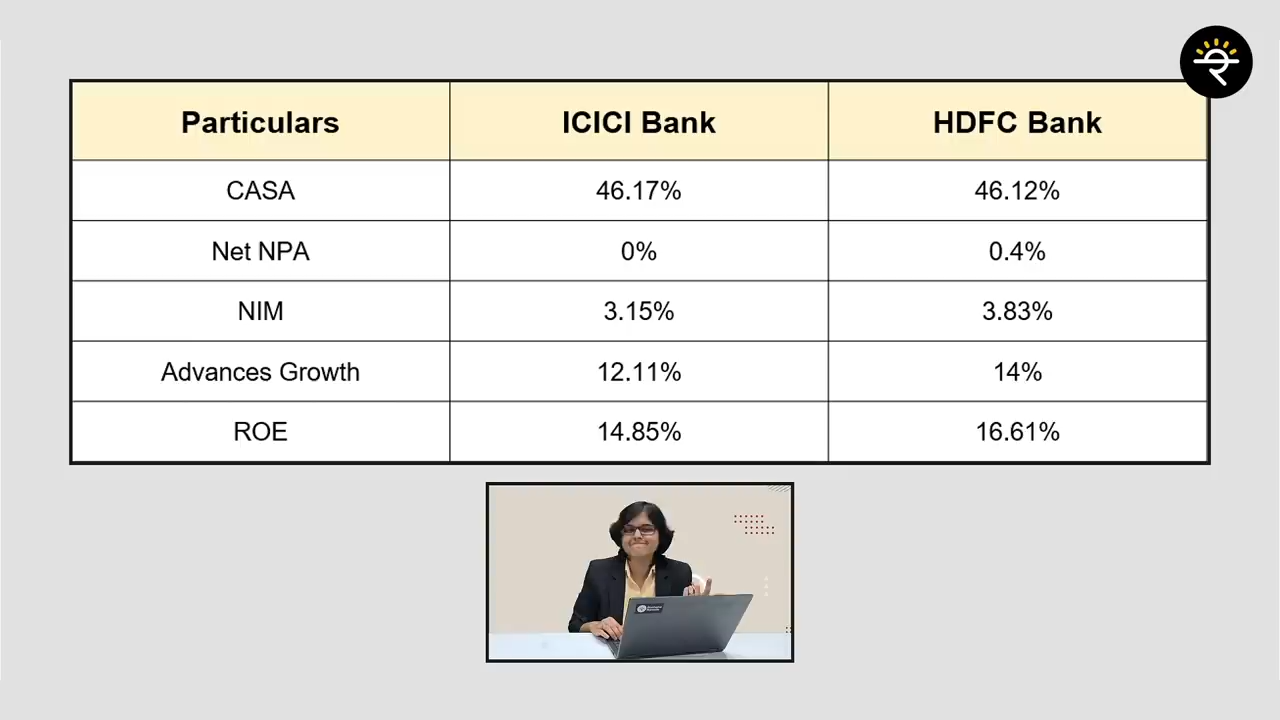 Particulars ICICI Bank HDFC Bank
CASA 46.17% 46.12%
Net NPA 0% 0.4%
NIM 3.15% 3.83%
Advances Growth 12.11% 14%
ROE 14.85% 16.61%